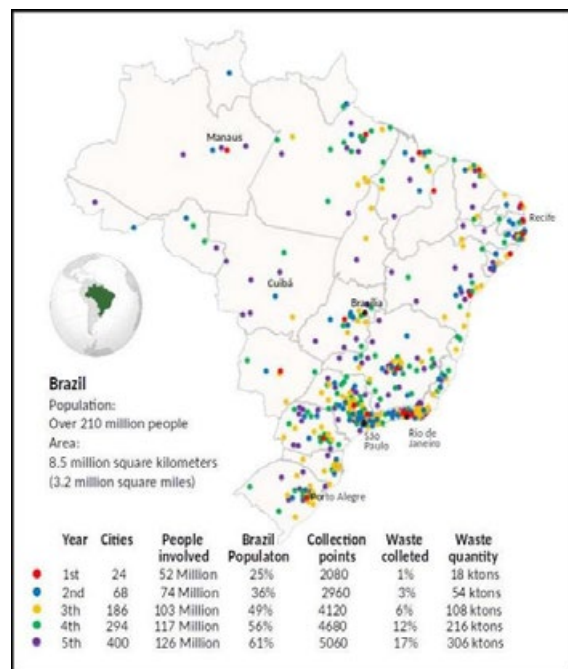 Manaus
Recife
Cuibá
Brasília
São
Paulo
Rio de
Janeiro
Porto Alegre
Brazil
Population:
Over 210 million people
Area:
8.5 million square kilometers
(3.2 million square miles)
Year Cities People involved Brazil Populaton Collection points Waste colleted Waste quantity
1st 24 52 Million 25% 2080 1% 18 ktons
2nd 68 74 Million 36% 2960 3% 54 ktons
3th 186 103 Million 49% 4120 6% 108 ktons
4th 294 117 Million 56% 4680 12% 216 ktons
5th 400 126 Million 61% 5060 17% 306 ktons